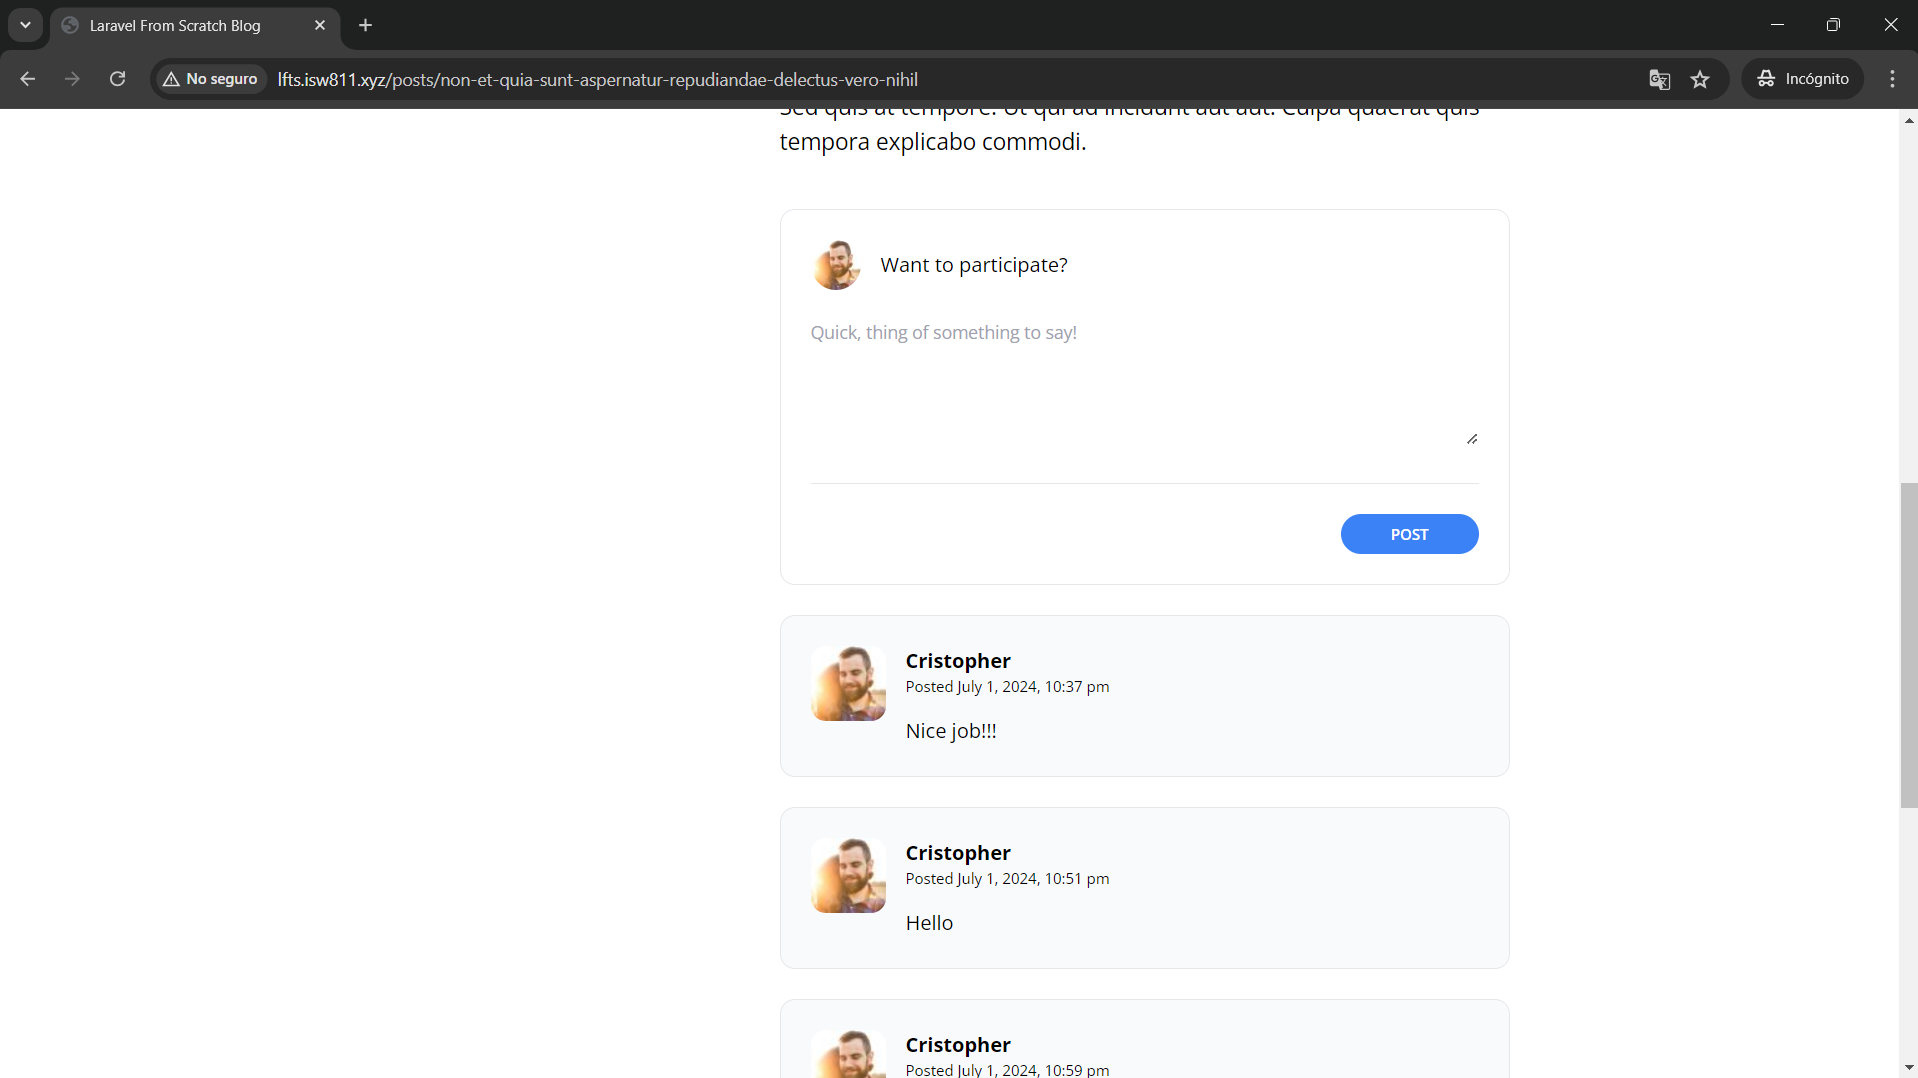 Laravel From Scratch Blog
No seguro
lfts.isw811.xyz/posts/non-et-quia-sunt-aspernatur-repudiandae-delectus-vero-nihil
Incógnito
Sed quis at tempore. Ut qui ad incidunt aut aut. Culpa quaerat quis
tempora explicabo commodi.
Want to participate?
Quick, thing of something to say!
POST
Cristopher
Posted July 1, 2024, 10:37 pm
Nice job!!!
Cristopher
Posted July 1, 2024, 10:51 pm
Hello
Cristopher
Posted July 1, 2024, 10:59 pm